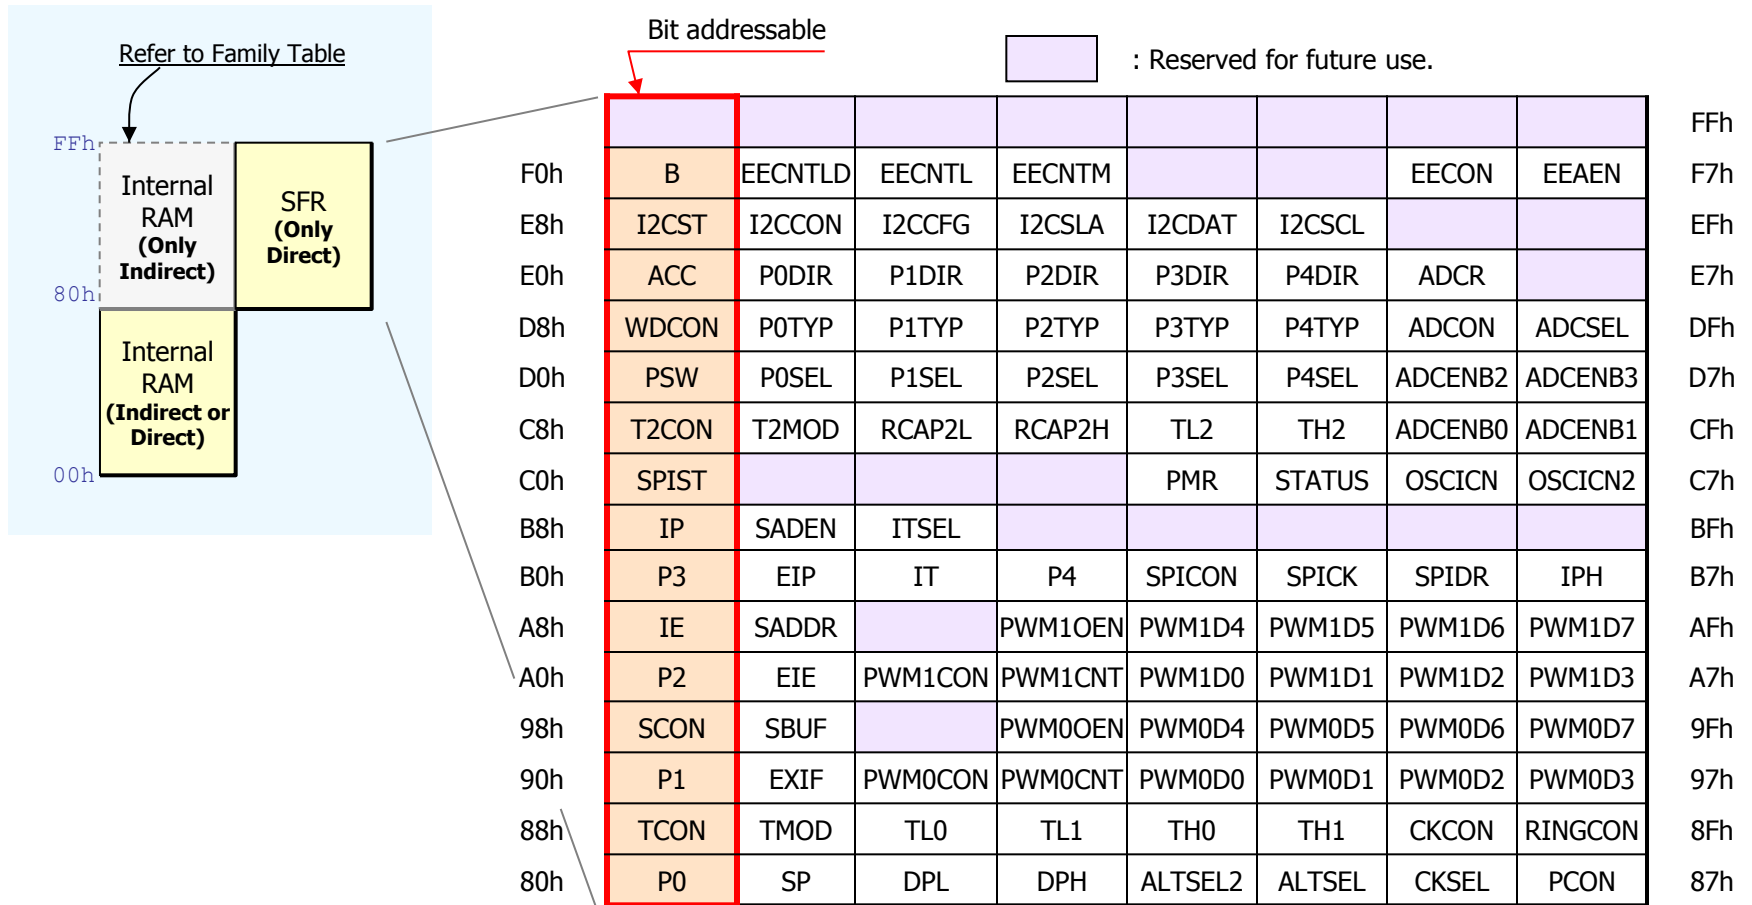 Bit addressable
: Reserved for future use.
Refer to Family Table
FFh
Internal
RAM
(Only
Indirect)
SFR
(Only
Direct)
80h
Internal
RAM
(Indirect or
Direct)
00h
FFh
F0h B EECNTLD EECNTL EECNTM EECON EEAEN F7h
E8h I2CST I2CCON I2CCFG I2CSLA I2CDAT I2CSCL EFh
E0h ACC P0DIR P1DIR P2DIR P3DIR P4DIR ADCR E7h
D8h WDCON P0TYP P1TYP P2TYP P3TYP P4TYP ADCON ADCSEL DFh
D0h PSW P0SEL P1SEL P2SEL P3SEL P4SEL ADCENB2 ADCENB3 D7h
C8h T2CON T2MOD RCAP2L RCAP2H TL2 TH2 ADCENB0 ADCENB1 CFh
C0h SPIST PMR STATUS OSCICN OSCICN2 C7h
B8h IP SADEN ITSEL BFh
B0h P3 EIP IT P4 SPICON SPICK SPIDR IPH B7h
A8h IE SADDR PWM1OEN PWM1D4 PWM1D5 PWM1D6 PWM1D7 AFh
A0h P2 EIE PWM1CON PWM1CNT PWM1D0 PWM1D1 PWM1D2 PWM1D3 A7h
98h SCON SBUF PWM0OEN PWM0D4 PWM0D5 PWM0D6 PWM0D7 9Fh
90h P1 EXIF PWM0CON PWM0CNT PWM0D0 PWM0D1 PWM0D2 PWM0D3 97h
88h TCON TMOD TL0 TL1 TH0 TH1 CKCON RINGCON 8Fh
80h P0 SP DPL DPH ALTSEL2 ALTSEL CKSEL PCON 87h